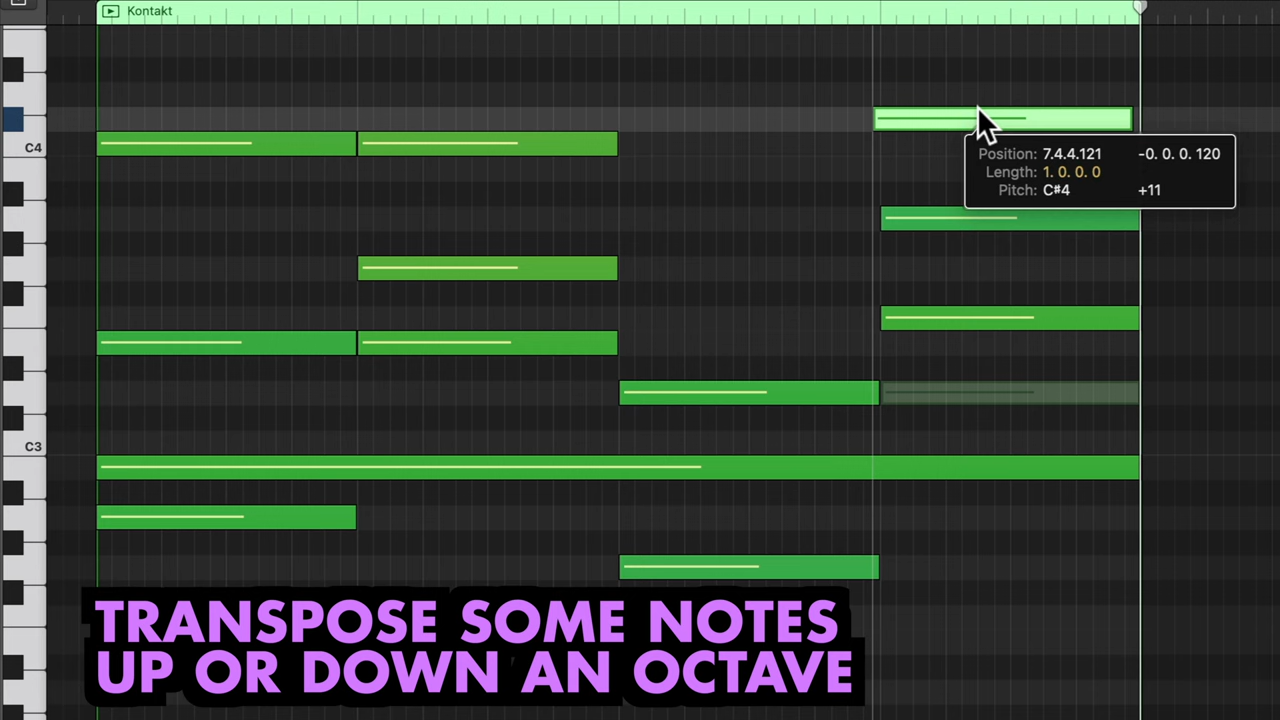 Kontakt
C4
Position: 7.4.4.121 -0. 0. 0. 120
Length: 1. 0. 0. 0
Pitch: C#4 +11
C3
TRANSPOSE SOME NOTES
UP OR DOWN AN OCTAVE